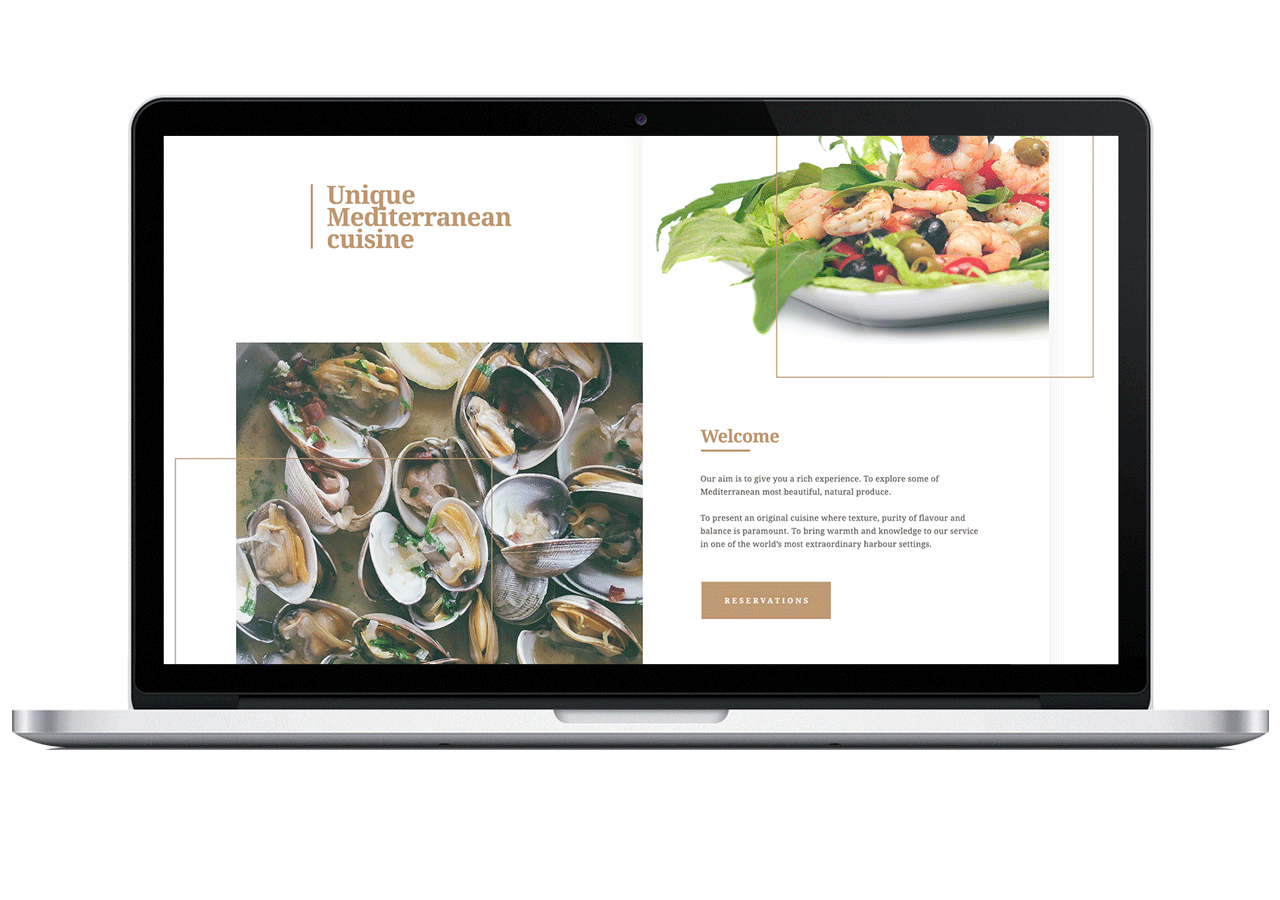 Unique
Mediterranean
cuisine
Welcome
Our aim is to give you a rich experience. To explore some of
Mediterranean most beautiful, natural produce.
To present an original cuisine where texture, purity of flavour and
balance is paramount. To bring warmth and knowledge to our service
in one of the world's most extraordinary harbour settings.
RESERVATIONS